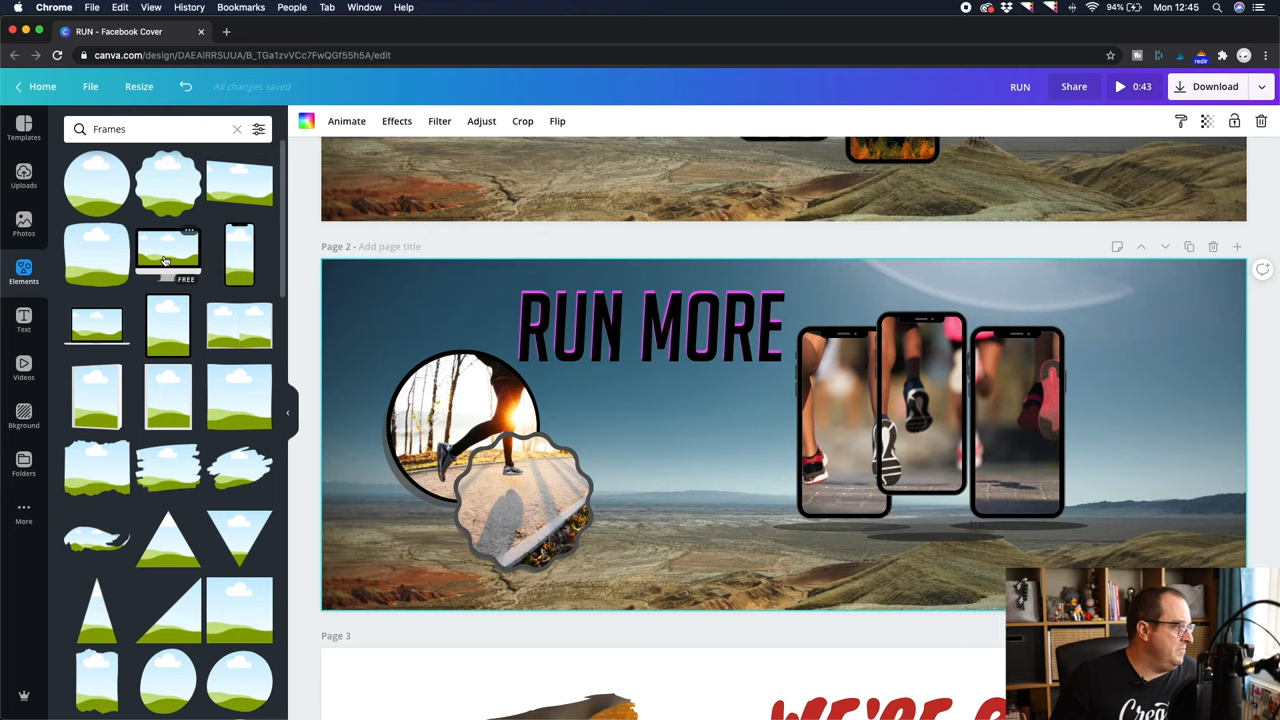 Chrome File Edit View History Bookmarks People Tab Window Help 94% Mon 12:45
RUN - Facebook Cover
canva.com/design/DAEAlRRSUUA/B_TGa1zvVCc7FwQGf55h5A/edit
Home File Resize All changes saved RUN Share 0:43 Download
Templates
Uploads
Photos
Elements
Text
Videos
Bkground
Folders
More
Frames
FREE
Animate Effects Filter Adjust Crop Flip
Page 2 - Add page title
RUN MORE
Page 3
WE'RE